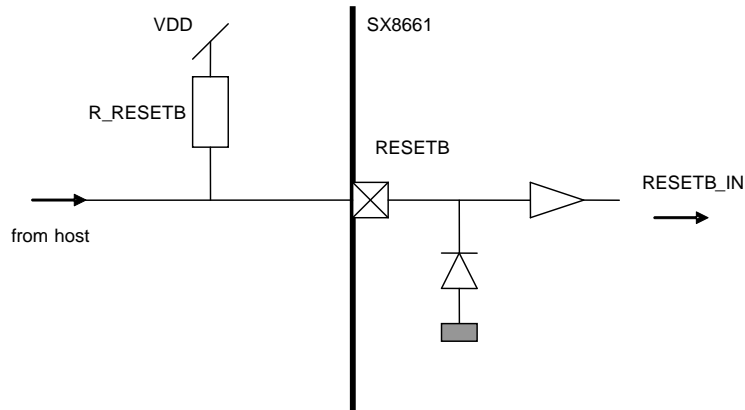 VDD
SX8661
R_RESETB
RESETB
RESETB_IN
from host